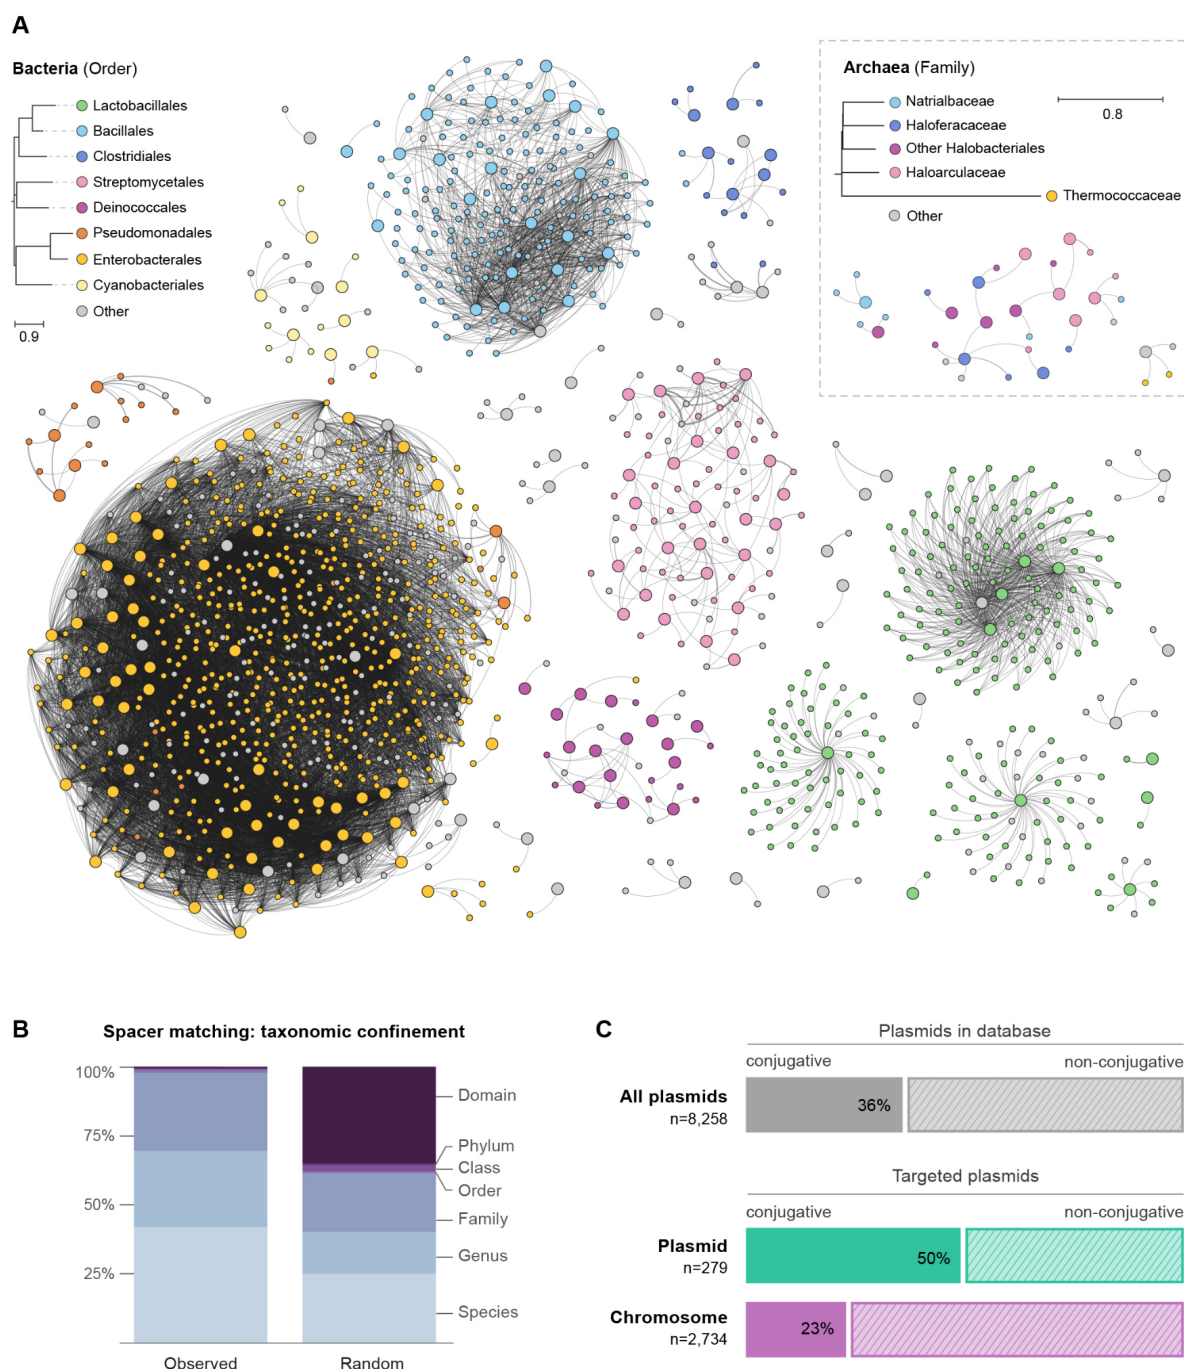 A
Bacteria (Order)
Lactobacillales
Bacillales
Clostridiales
Streptomycetales
Deinococcales
Pseudomonadales
Enterobacterales
Cyanobacteriales
Other
0.9
Archaea (Family)
Natrialbaceae
Haloferacaceae
Other Halobacteriales
Haloarculaceae
Thermococcaceae
Other
0.8
B
Spacer matching: taxonomic confinement
100%
75%
50%
25%
Domain
Phylum
Class
Order
Family
Genus
Species
Observed
Random
C
Plasmids in database
conjugative
non-conjugative
All plasmids
n=8,258
36%
Targeted plasmids
conjugative
non-conjugative
Plasmid
n=279
50%
Chromosome
n=2,734
23%